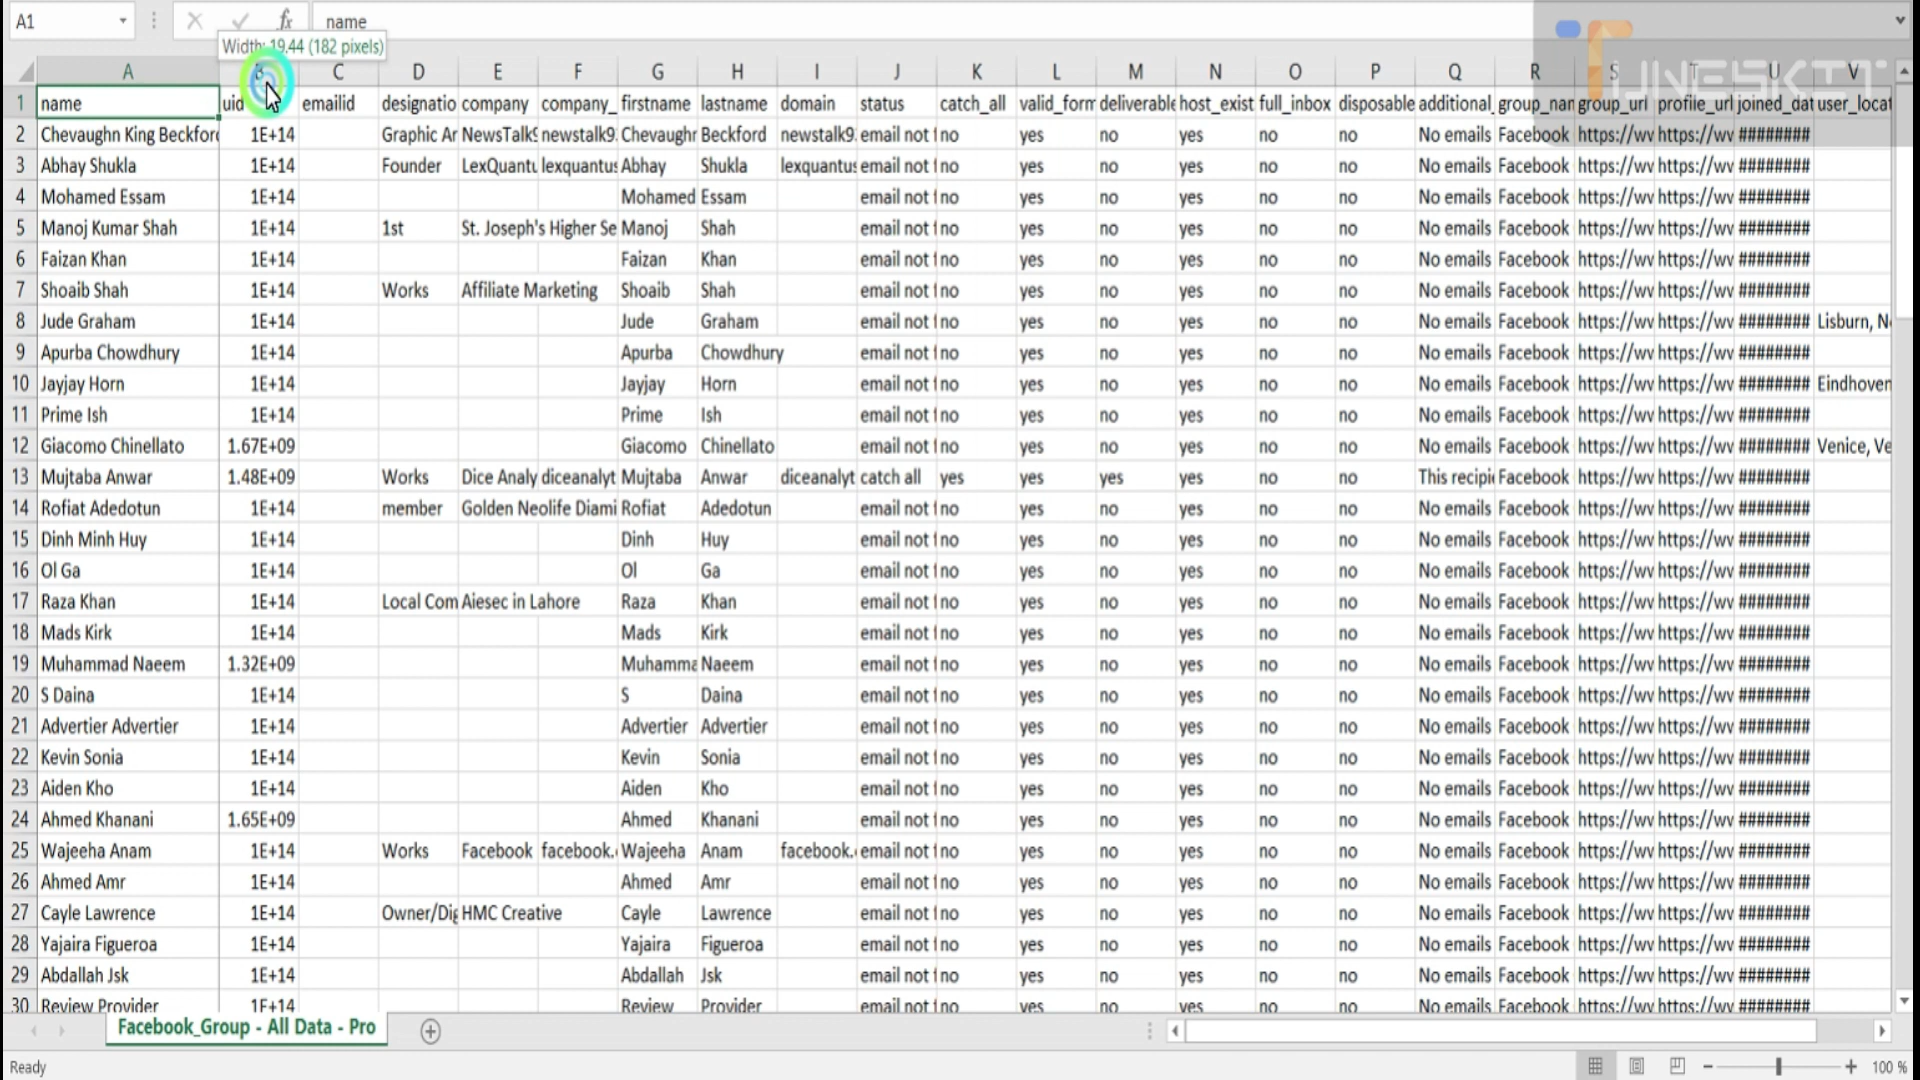 A1 fx name
Width: 19.44 (182 pixels)
UNESKIT
A B C D E F G H I J K L M N O P Q R S T U V
1 name uid emailid designatio company company_ firstname lastname domain status catch_all valid_form deliverable host_exist full_inbox disposable additional_ group_nam group_url profile_url joined_dat user_locat
2 Chevaughn King Beckford 1E+14 Graphic Ar NewsTalk9 newstalk9. Chevaughn Beckford newstalk9. email not f no yes no yes no no No emails Facebook https://wv https://wv ########
3 Abhay Shukla 1E+14 Founder LexQuantu lexquantus Abhay Shukla lexquantus email not f no yes no yes no no No emails Facebook https://wv https://wv ########
4 Mohamed Essam 1E+14 Mohamed Essam email not f no yes no yes no no No emails Facebook https://wv https://wv ########
5 Manoj Kumar Shah 1E+14 1st St. Joseph's Higher Se Manoj Shah email not f no yes no yes no no No emails Facebook https://wv https://wv ########
6 Faizan Khan 1E+14 Faizan Khan email not f no yes no yes no no No emails Facebook https://wv https://wv ########
7 Shoaib Shah 1E+14 Works Affiliate Marketing Shoaib Shah email not f no yes no yes no no No emails Facebook https://wv https://wv ########
8 Jude Graham 1E+14 Jude Graham email not f no yes no yes no no No emails Facebook https://wv https://wv ######## Lisburn, N
9 Apurba Chowdhury 1E+14 Apurba Chowdhury email not f no yes no yes no no No emails Facebook https://wv https://wv ########
10 Jayjay Horn 1E+14 Jayjay Horn email not f no yes no yes no no No emails Facebook https://wv https://wv ######## Eindhoven
11 Prime Ish 1E+14 Prime Ish email not f no yes no yes no no No emails Facebook https://wv https://wv ########
12 Giacomo Chinellato 1.67E+09 Giacomo Chinellato email not f no yes no yes no no No emails Facebook https://wv https://wv ######## Venice, Ve
13 Mujtaba Anwar 1.48E+09 Works Dice Analy diceanalyt Mujtaba Anwar diceanalyt catch all yes yes yes yes no no This recipi Facebook https://wv https://wv ########
14 Rofiat Adedotun 1E+14 member Golden Neolife Diami Rofiat Adedotun email not f no yes no yes no no No emails Facebook https://wv https://wv ########
15 Dinh Minh Huy 1E+14 Dinh Huy email not f no yes no yes no no No emails Facebook https://wv https://wv ########
16 Ol Ga 1E+14 Ol Ga email not f no yes no yes no no No emails Facebook https://wv https://wv ########
17 Raza Khan 1E+14 Local Com Aiesec in Lahore Raza Khan email not f no yes no yes no no No emails Facebook https://wv https://wv ########
18 Mads Kirk 1E+14 Mads Kirk email not f no yes no yes no no No emails Facebook https://wv https://wv ########
19 Muhammad Naeem 1.32E+09 Muhamma Naeem email not f no yes no yes no no No emails Facebook https://wv https://wv ########
20 S Daina 1E+14 S Daina email not f no yes no yes no no No emails Facebook https://wv https://wv ########
21 Advertier Advertier 1E+14 Advertier Advertier email not f no yes no yes no no No emails Facebook https://wv https://wv ########
22 Kevin Sonia 1E+14 Kevin Sonia email not f no yes no yes no no No emails Facebook https://wv https://wv ########
23 Aiden Kho 1E+14 Aiden Kho email not f no yes no yes no no No emails Facebook https://wv https://wv ########
24 Ahmed Khanani 1.65E+09 Ahmed Khanani email not f no yes no yes no no No emails Facebook https://wv https://wv ########
25 Wajeeha Anam 1E+14 Works Facebook facebook.c Wajeeha Anam facebook.c email not f no yes no yes no no No emails Facebook https://wv https://wv ########
26 Ahmed Amr 1E+14 Ahmed Amr email not f no yes no yes no no No emails Facebook https://wv https://wv ########
27 Cayle Lawrence 1E+14 Owner/Dig HMC Creative Cayle Lawrence email not f no yes no yes no no No emails Facebook https://wv https://wv ########
28 Yajaira Figueroa 1E+14 Yajaira Figueroa email not f no yes no yes no no No emails Facebook https://wv https://wv ########
29 Abdallah Jsk 1E+14 Abdallah Jsk email not f no yes no yes no no No emails Facebook https://wv https://wv ########
30 Review Provider 1E+14 Review Provider email not f no yes no yes no no No emails Facebook https://wv https://wv ########
Facebook_Group - All Data - Pro
Ready 100 %